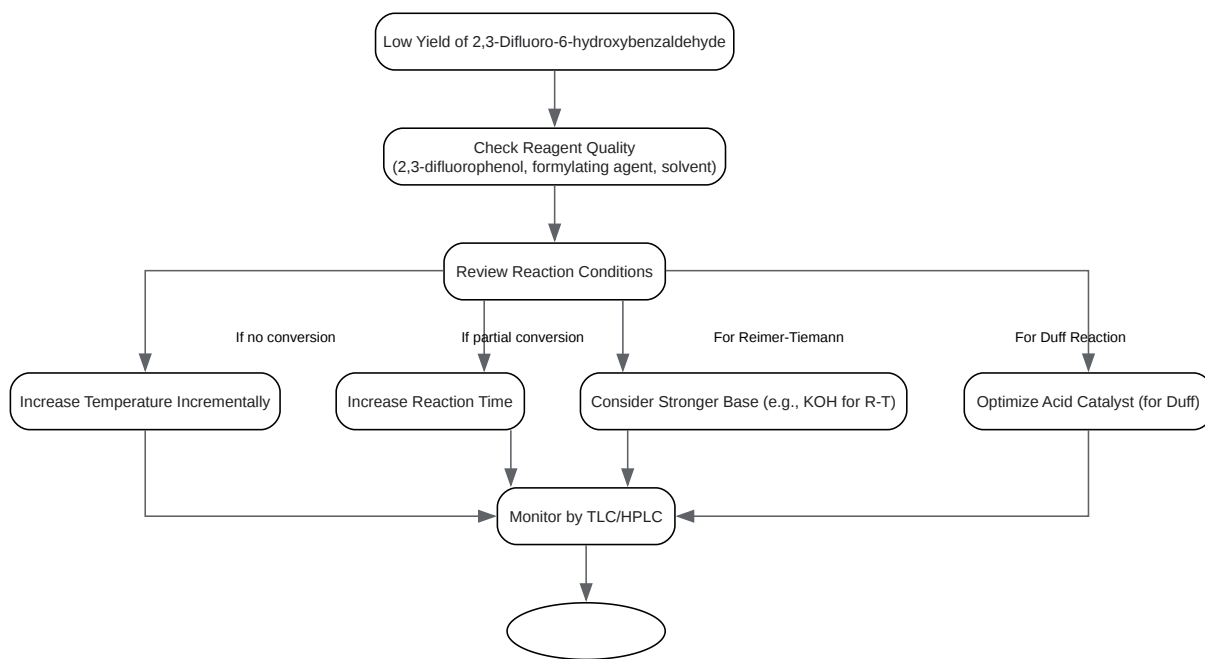 Low Yield of 2,3-Difluoro-6-hydroxybenzaldehyde
Check Reagent Quality
(2,3-difluorophenol, formylating agent, solvent)
Review Reaction Conditions
If no conversion
If partial conversion
For Reimer-Tiemann
For Duff Reaction
Increase Temperature Incrementally
Increase Reaction Time
Consider Stronger Base (e.g., KOH for R-T)
Optimize Acid Catalyst (for Duff)
Monitor by TLC/HPLC